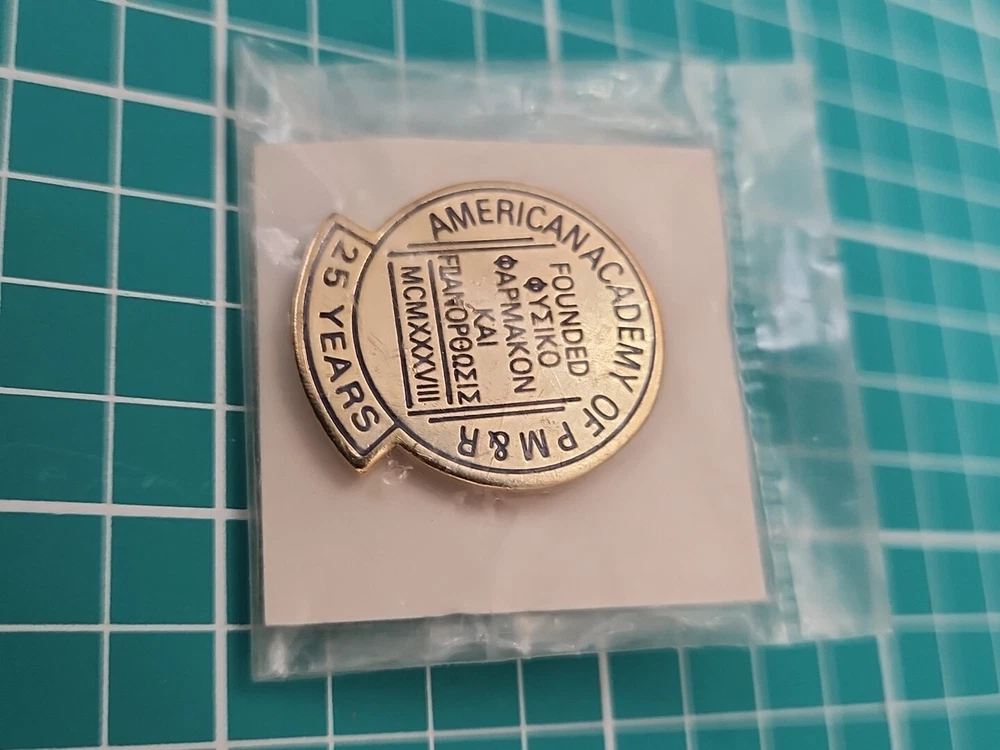 AMERICAN ACADEMY OF PM&R
FOUNDED
ΦΥΣΙΚΟ
ΦΑΡΜΑΚΟΝ
ΚΑΙ
ΕΠΑΝΟΡΘΩΣΙΣ
MCMXXXVIII
25 YEARS